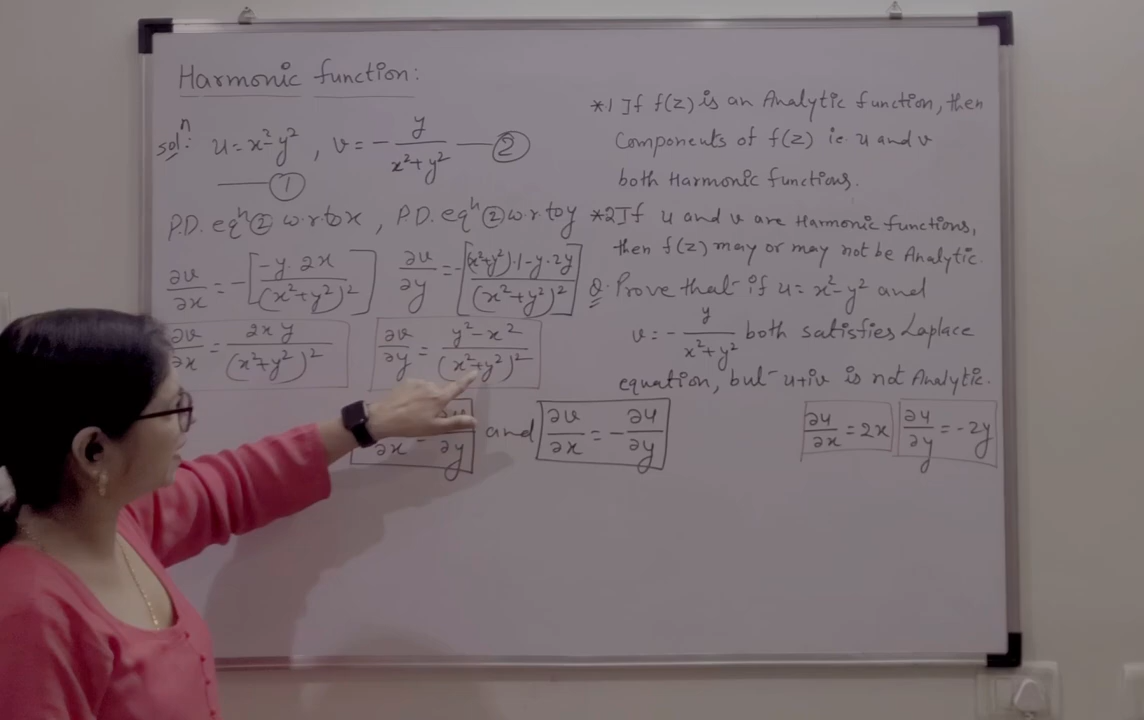 Harmonic function:
solⁿ: u = x²-y² , v = - y/(x²+y²) —— ②
—— ①
P.D. eqⁿ ② w.r.to x , P.D. eqⁿ ② w.r.to y
∂v/∂x = -[(-y.2x)/(x²+y²)²] ∂v/∂y = -[((x²+y²).1-y.2y)/(x²+y²)²]
∂v/∂x = 2xy/(x²+y²)² ∂v/∂y = (y²-x²)/(x²+y²)²
∂x = ∂y and ∂v/∂x = -∂u/∂y
*1 If f(z) is an Analytic function, then
Components of f(z) ie. u and v
both Harmonic functions.
*2 If u and v are Harmonic functions,
then f(z) may or may not be Analytic.
Q. Prove that if u = x²-y² and
v = - y/(x²+y²) both satisfies Laplace
equation, but u+iv is not Analytic.
∂u/∂x = 2x ∂u/∂y = -2y